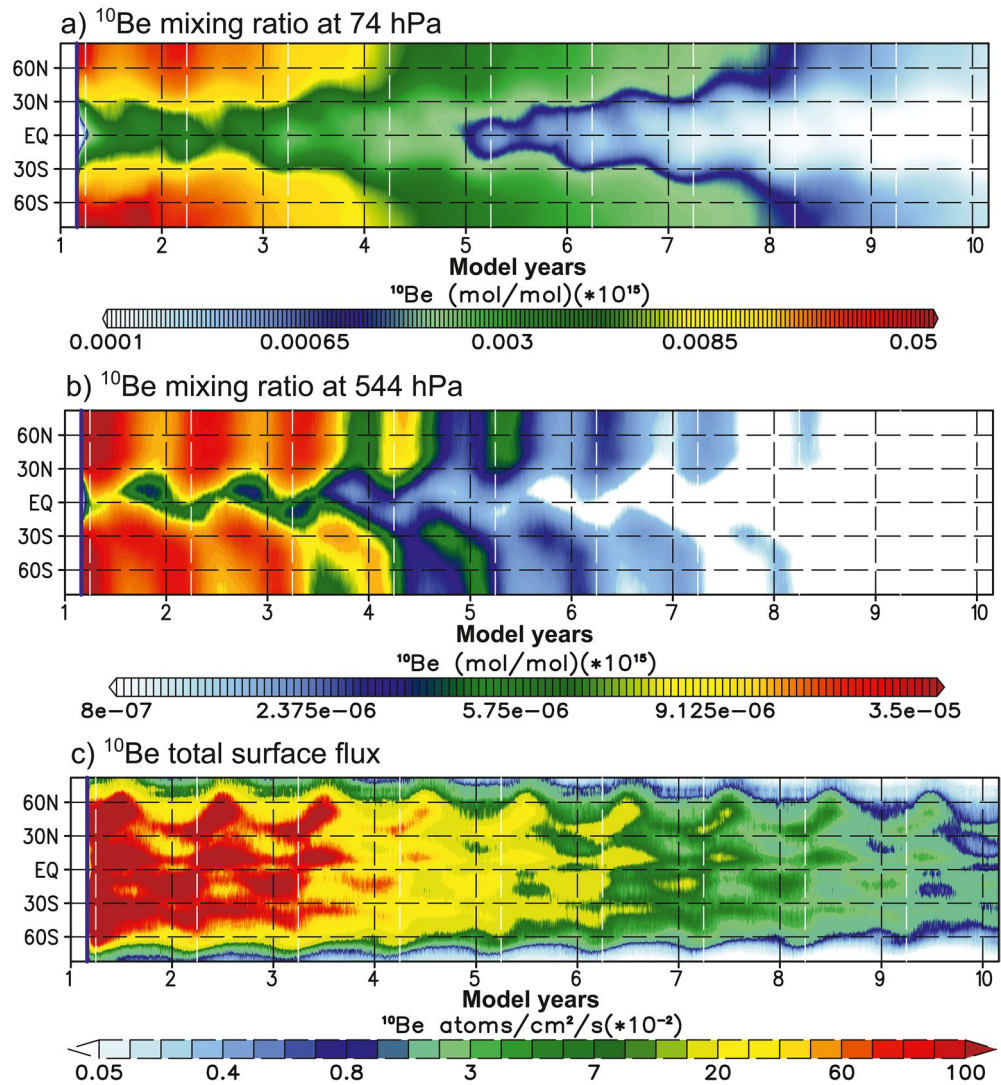 a) ¹⁰Be mixing ratio at 74 hPa
60N
30N
EQ
30S
60S
1 2 3 4 5 6 7 8 9 10
Model years
¹⁰Be (mol/mol)(*10¹⁵)
0.0001 0.00065 0.003 0.0085 0.05
b) ¹⁰Be mixing ratio at 544 hPa
60N
30N
EQ
30S
60S
1 2 3 4 5 6 7 8 9 10
Model years
¹⁰Be (mol/mol)(*10¹⁵)
8e-07 2.375e-06 5.75e-06 9.125e-06 3.5e-05
c) ¹⁰Be total surface flux
60N
30N
EQ
30S
60S
1 2 3 4 5 6 7 8 9 10
Model years
¹⁰Be atoms/cm²/s(*10⁻²)
0.05 0.4 0.8 3 7 20 60 100